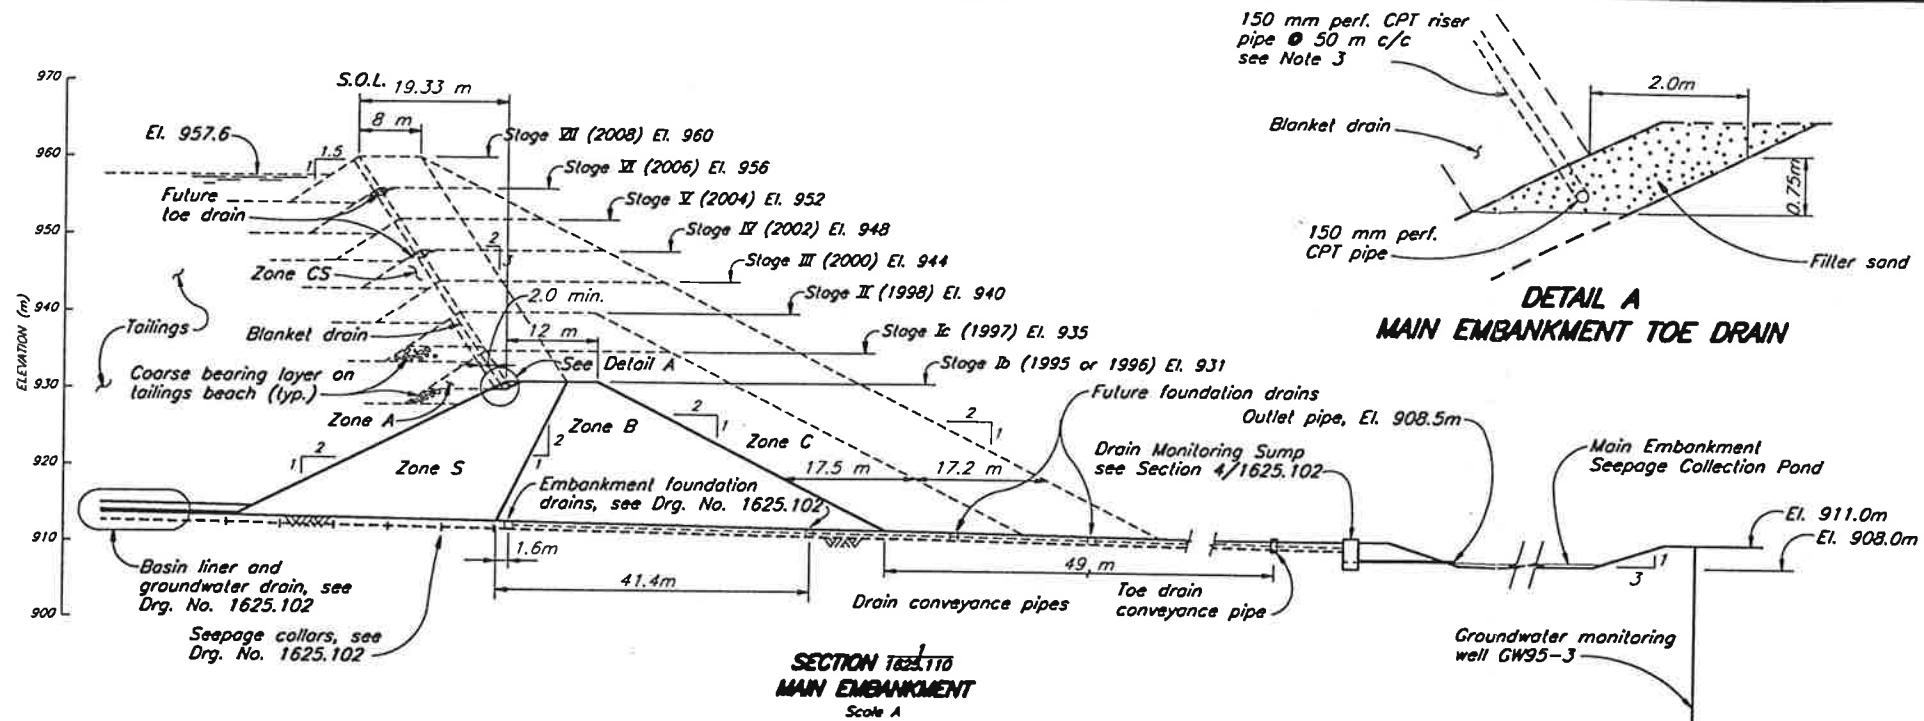 970
960
950
940
930
920
910
900
ELEVATION (m)
S.O.L.
19.33 m
8 m
El. 957.6
1.5
1
Future
toe drain
Zone CS
Tailings
Blanket drain
Coarse bearing layer on
tailings beach (typ.)
Zone A
2
1
Zone S
2
1
Zone B
2
1
Zone C
2
2.0 min.
12 m
See Detail A
Stage VII (2008) El. 960
Stage VI (2006) El. 956
Stage V (2004) El. 952
Stage IV (2002) El. 948
Stage III (2000) El. 944
Stage II (1998) El. 940
Stage Ic (1997) El. 935
Stage Ib (1995 or 1996) El. 931
2
1
17.5 m
17.2 m
Future foundation drains
Outlet pipe, El. 908.5m
Drain Monitoring Sump
see Section 4/1625.102
Main Embankment
Seepage Collection Pond
El. 911.0m
El. 908.0m
1
3
Embankment foundation
drains, see Drg. No. 1625.102
1.6m
41.4m
49 m
Basin liner and
groundwater drain, see
Drg. No. 1625.102
Seepage collars, see
Drg. No. 1625.102
Drain conveyance pipes
Toe drain
conveyance pipe
Groundwater monitoring
well GW95-3
SECTION 1
1625.110
MAIN EMBANKMENT
Scale A
150 mm perf. CPT riser
pipe @ 50 m c/c
see Note 3
2.0m
Blanket drain
0.75m
150 mm perf.
CPT pipe
Filter sand
DETAIL A
MAIN EMBANKMENT TOE DRAIN